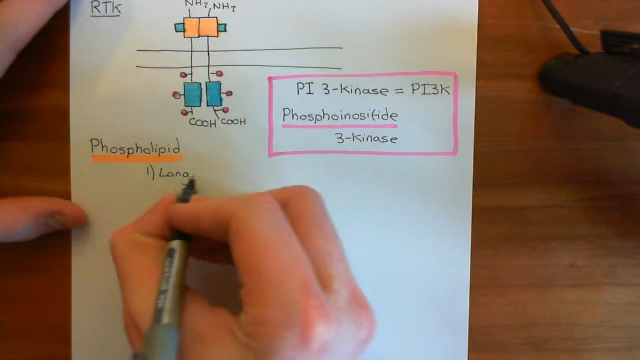 RTK
NH2 NH2
PI 3-kinase = PI3K
Phosphoinositide
3-kinase
COOH COOH
Phospholipid
1) Long